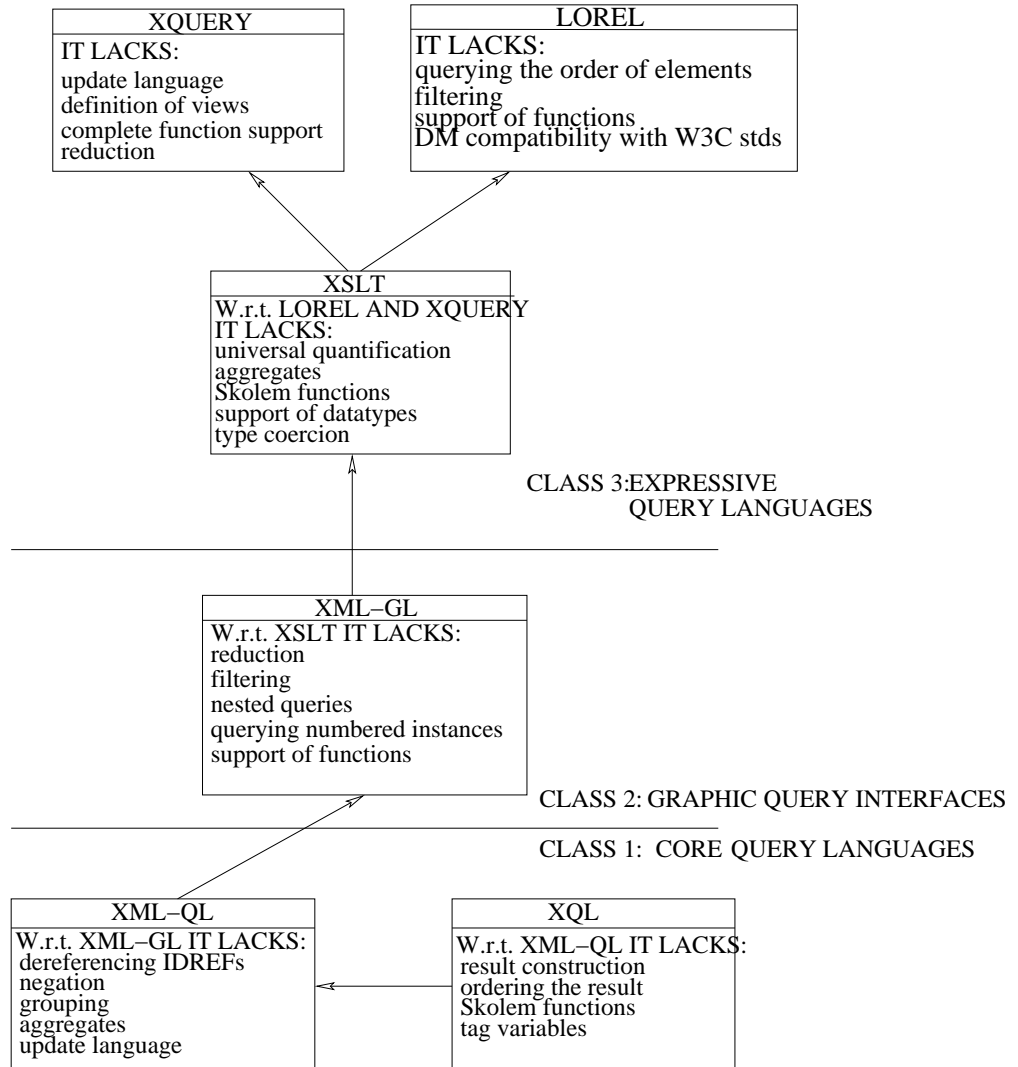 XQUERY
IT LACKS:
update language
definition of views
complete function support
reduction
LOREL
IT LACKS:
querying the order of elements
filtering
support of functions
DM compatibility with W3C stds
XSLT
W.r.t. LOREL AND XQUERY
IT LACKS:
universal quantification
aggregates
Skolem functions
support of datatypes
type coercion
CLASS 3:EXPRESSIVE
QUERY LANGUAGES
XML−GL
W.r.t. XSLT IT LACKS:
reduction
filtering
nested queries
querying numbered instances
support of functions
CLASS 2: GRAPHIC QUERY INTERFACES
CLASS 1: CORE QUERY LANGUAGES
XML−QL
W.r.t. XML−GL IT LACKS:
dereferencing IDREFs
negation
grouping
aggregates
update language
XQL
W.r.t. XML−QL IT LACKS:
result construction
ordering the result
Skolem functions
tag variables